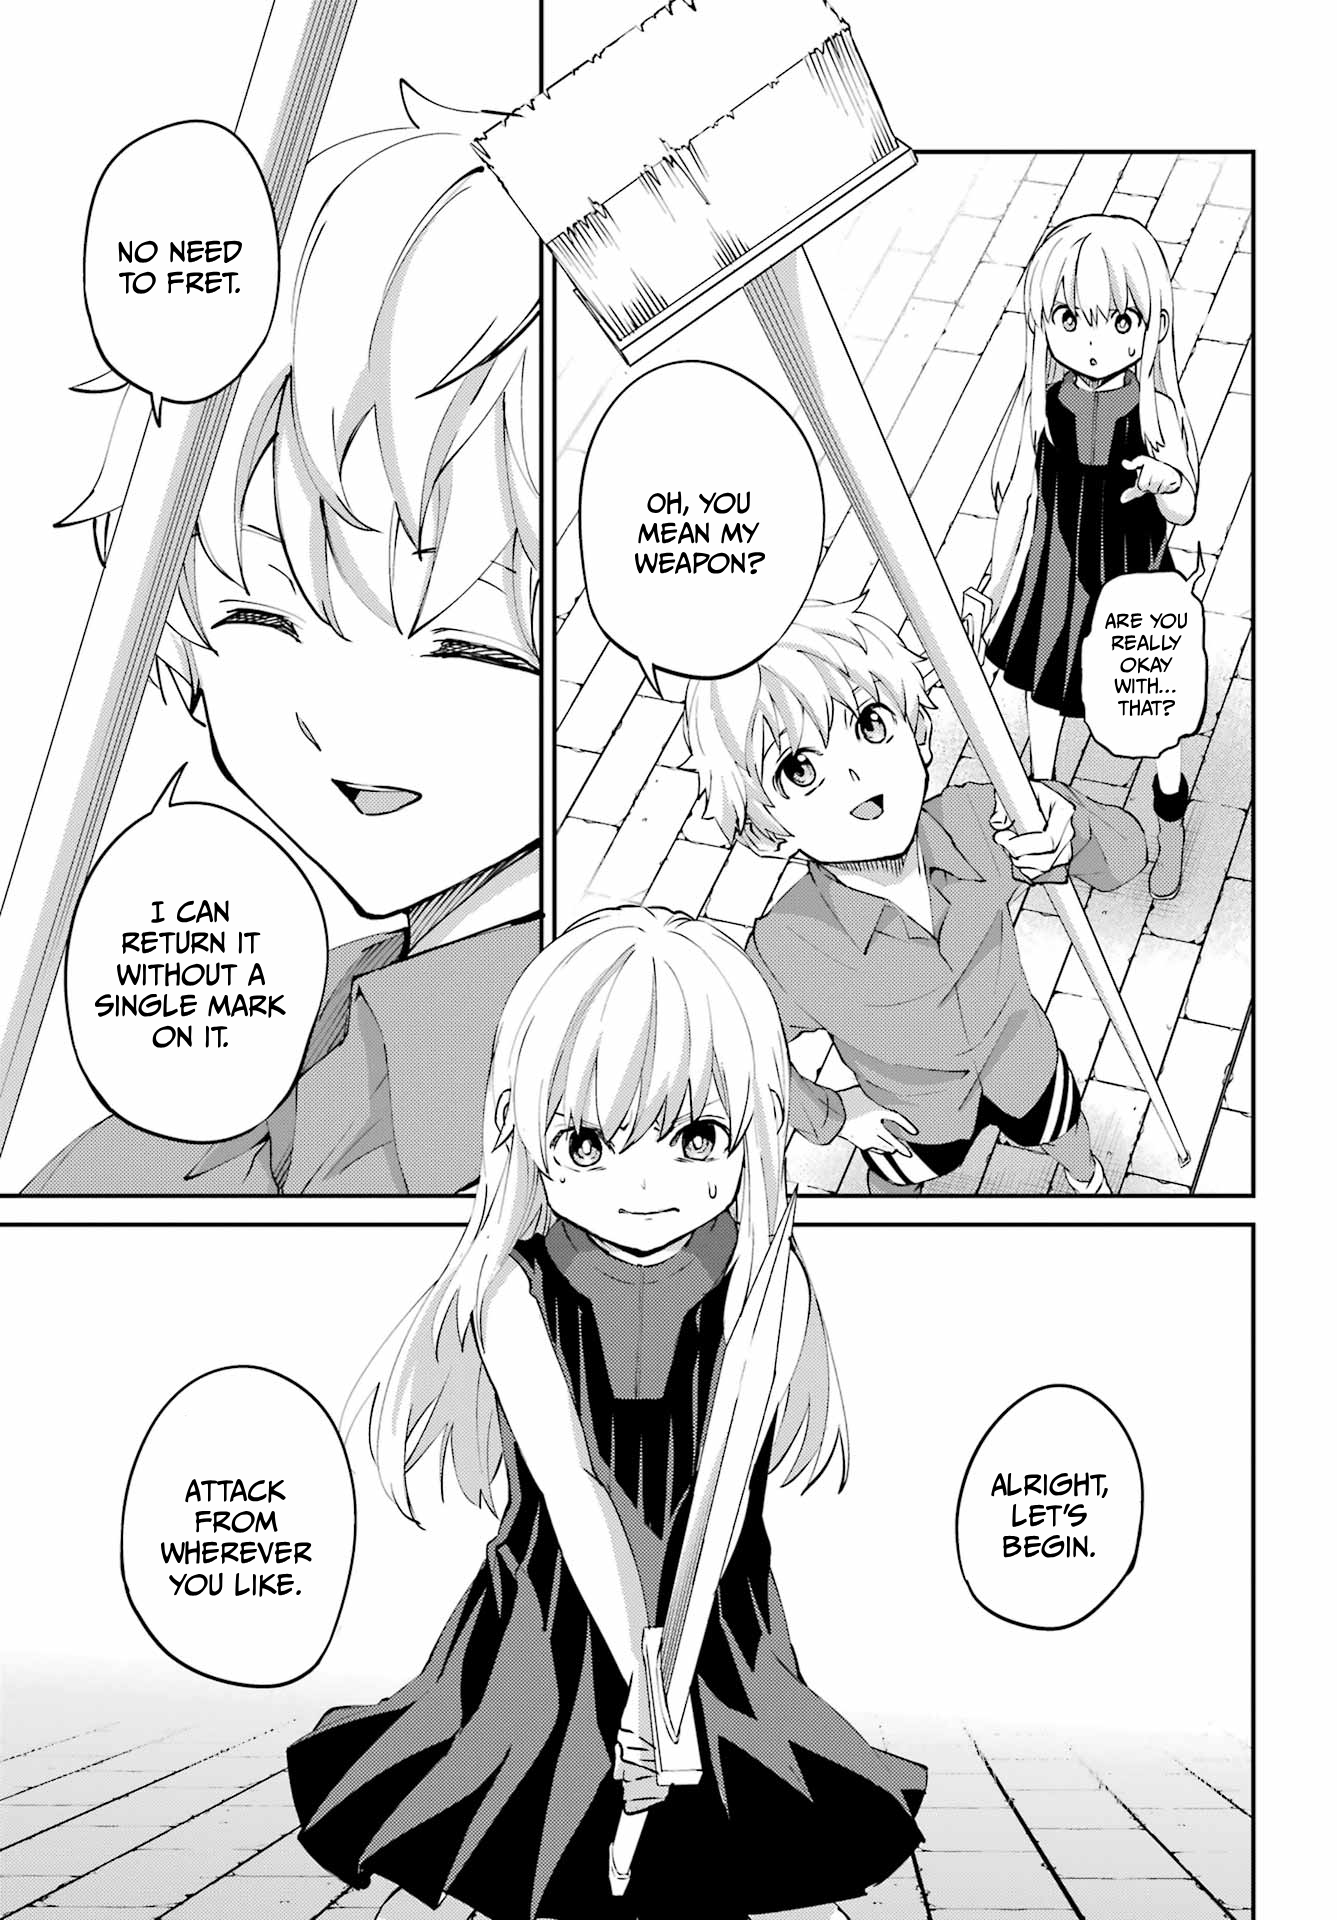 ARE YOU
REALLY
OKAY
WITH...
THAT?
OH, YOU
MEAN MY
WEAPON?
NO NEED
TO FRET.
I CAN
RETURN IT
WITHOUT A
SINGLE MARK
ON IT.
ALRIGHT,
LET'S
BEGIN.
ATTACK
FROM
WHEREVER
YOU LIKE.